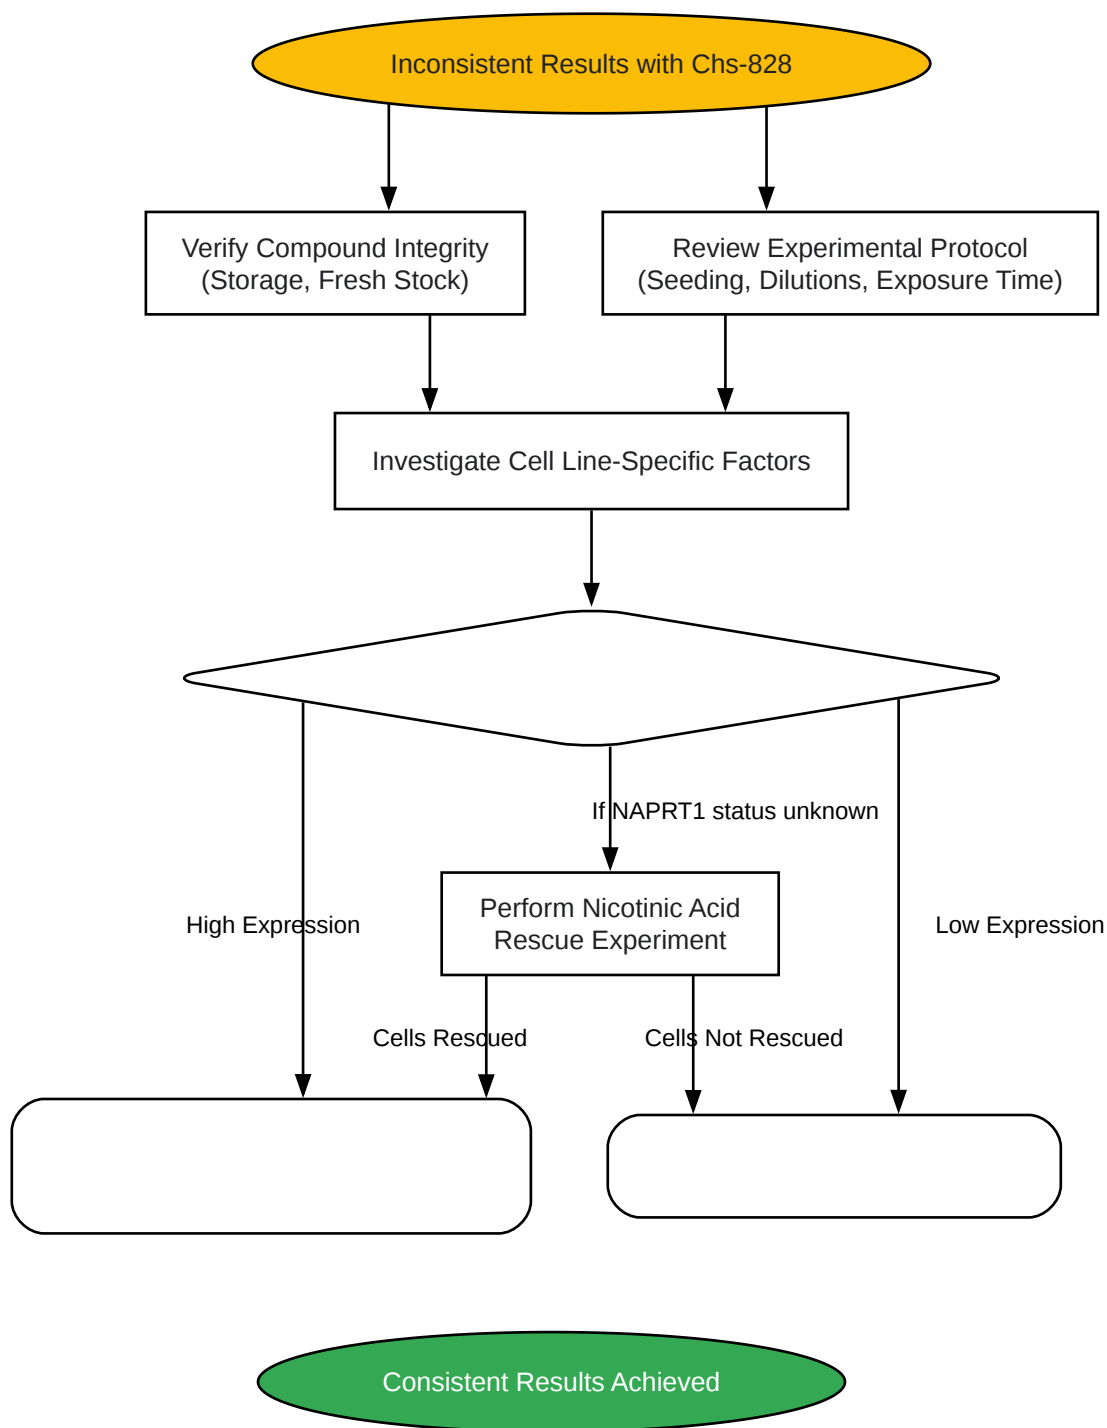 Inconsistent Results with Chs-828
Verify Compound Integrity
(Storage, Fresh Stock)
Review Experimental Protocol
(Seeding, Dilutions, Exposure Time)
Investigate Cell Line-Specific Factors
If NAPRT1 status unknown
Perform Nicotinic Acid
Rescue Experiment
High Expression
Low Expression
Cells Rescued
Cells Not Rescued
Consistent Results Achieved